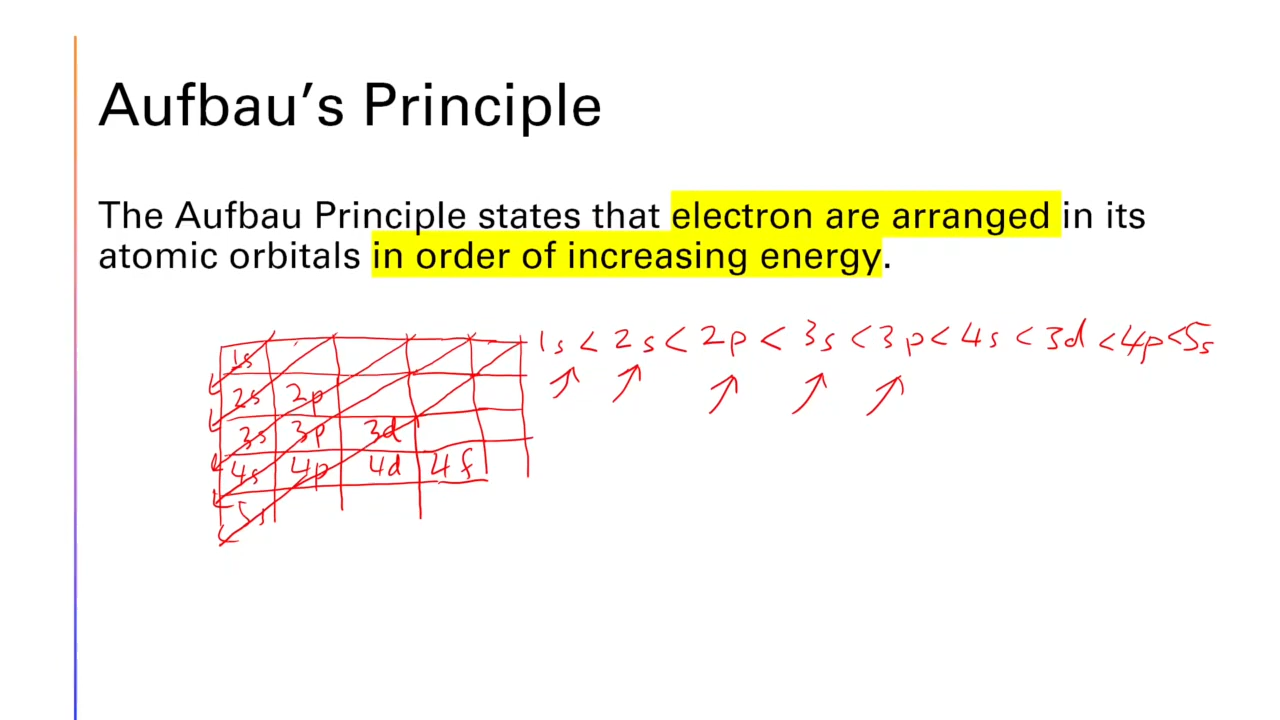 Aufbau’s Principle
The Aufbau Principle states that electron are arranged in its
atomic orbitals in order of increasing energy.
1s < 2s < 2p < 3s < 3p < 4s < 3d < 4p < 5s
1s
2s 2p
3s 3p 3d
4s 4p 4d 4f
5s